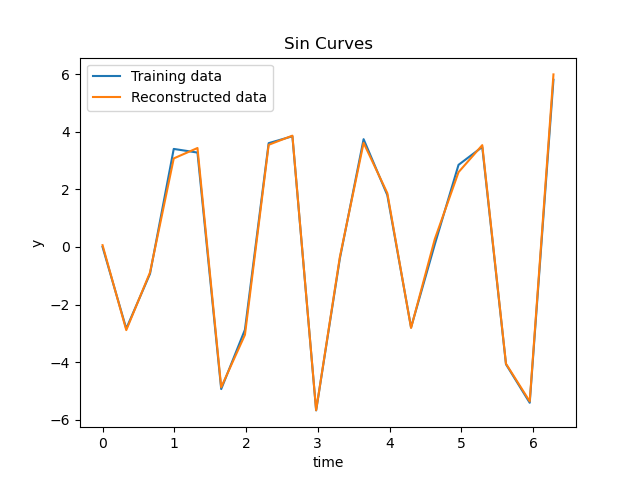 Sin Curves
Training data
Reconstructed data
6
4
2
0
−2
−4
−6
y
0 1 2 3 4 5 6
time